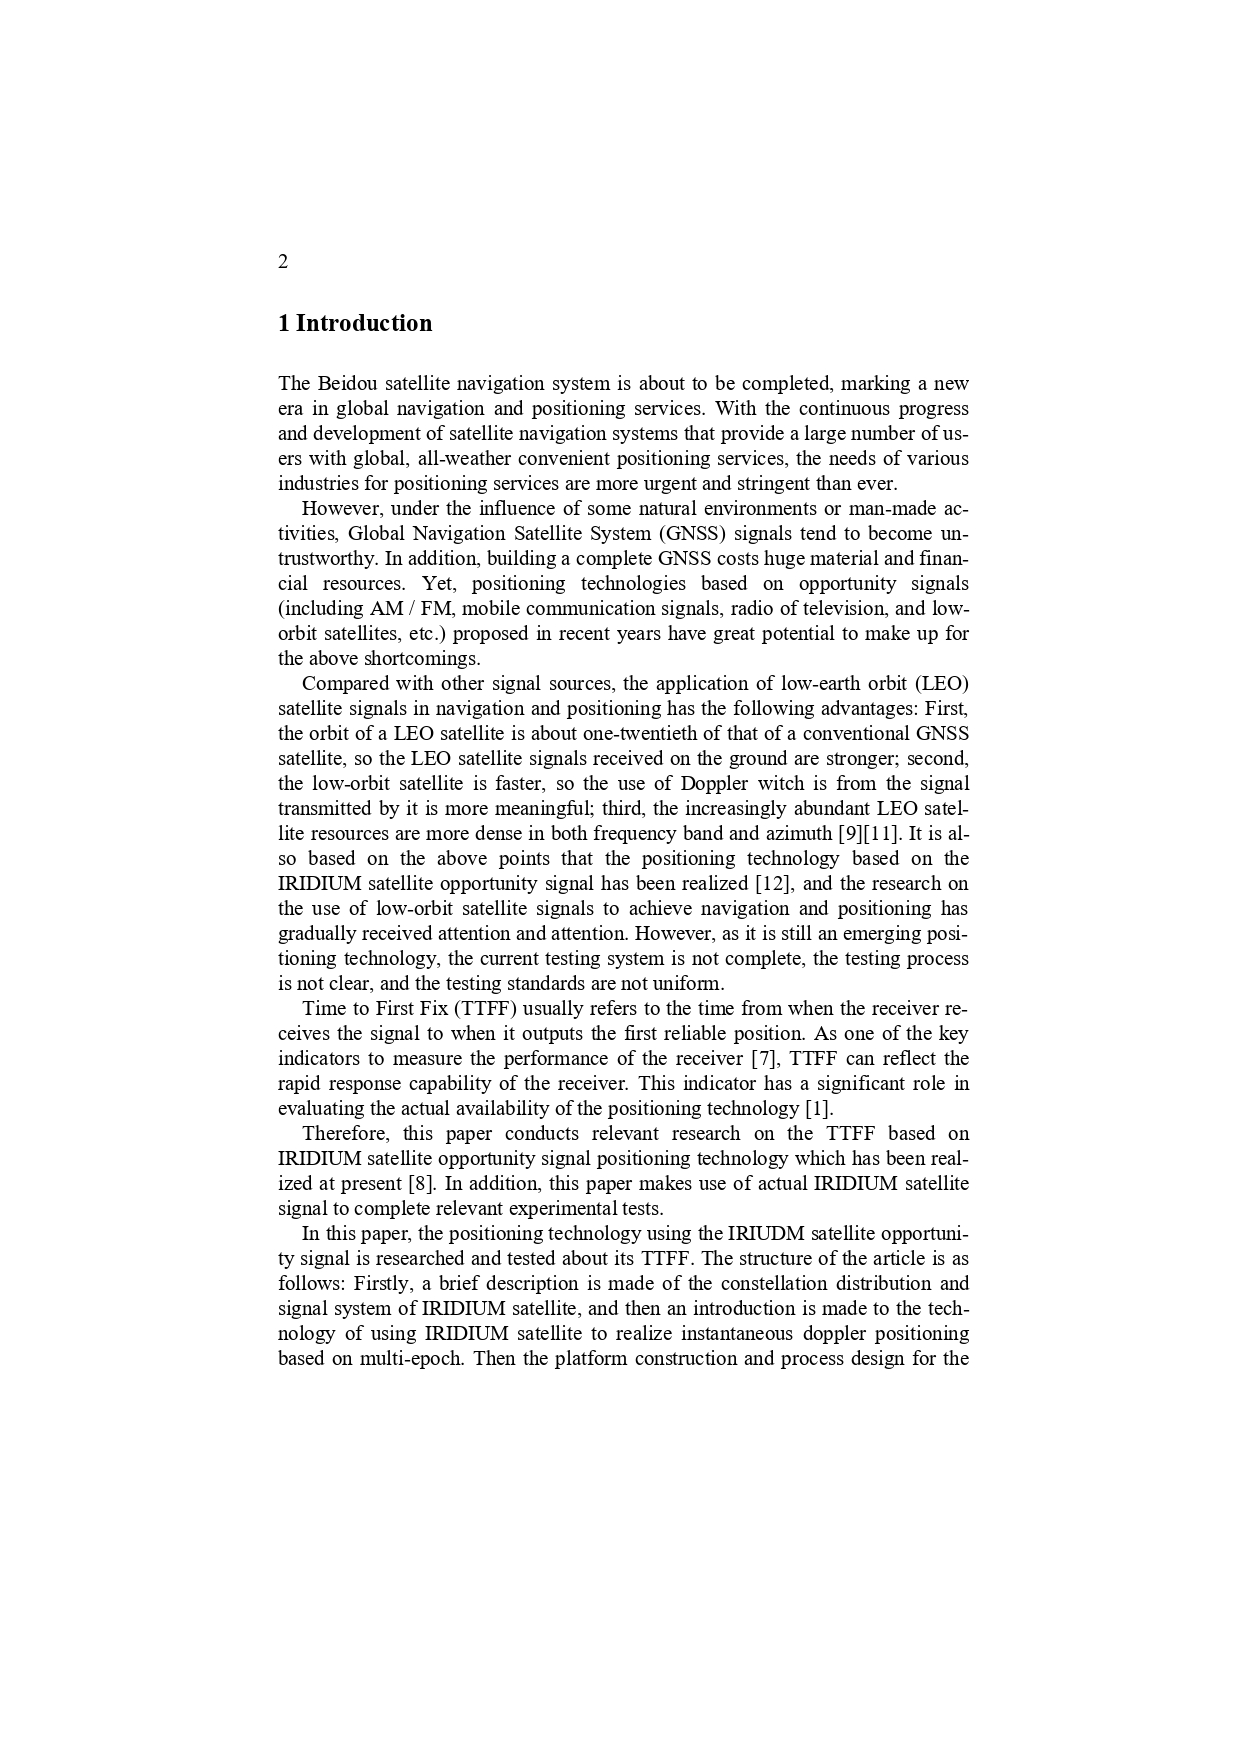 2
1 Introduction
The Beidou satellite navigation system is about to be completed, marking a new
era in global navigation and positioning services. With the continuous progress
and development of satellite navigation systems that provide a large number of us-
ers with global, all-weather convenient positioning services, the needs of various
industries for positioning services are more urgent and stringent than ever.
However, under the influence of some natural environments or man-made ac-
tivities, Global Navigation Satellite System (GNSS) signals tend to become un-
trustworthy. In addition, building a complete GNSS costs huge material and finan-
cial resources. Yet, positioning technologies based on opportunity signals
(including AM / FM, mobile communication signals, radio of television, and low-
orbit satellites, etc.) proposed in recent years have great potential to make up for
the above shortcomings.
Compared with other signal sources, the application of low-earth orbit (LEO)
satellite signals in navigation and positioning has the following advantages: First,
the orbit of a LEO satellite is about one-twentieth of that of a conventional GNSS
satellite, so the LEO satellite signals received on the ground are stronger; second,
the low-orbit satellite is faster, so the use of Doppler witch is from the signal
transmitted by it is more meaningful; third, the increasingly abundant LEO satel-
lite resources are more dense in both frequency band and azimuth [9][11]. It is al-
so based on the above points that the positioning technology based on the
IRIDIUM satellite opportunity signal has been realized [12], and the research on
the use of low-orbit satellite signals to achieve navigation and positioning has
gradually received attention and attention. However, as it is still an emerging posi-
tioning technology, the current testing system is not complete, the testing process
is not clear, and the testing standards are not uniform.
Time to First Fix (TTFF) usually refers to the time from when the receiver re-
ceives the signal to when it outputs the first reliable position. As one of the key
indicators to measure the performance of the receiver [7], TTFF can reflect the
rapid response capability of the receiver. This indicator has a significant role in
evaluating the actual availability of the positioning technology [1].
Therefore, this paper conducts relevant research on the TTFF based on
IRIDIUM satellite opportunity signal positioning technology which has been real-
ized at present [8]. In addition, this paper makes use of actual IRIDIUM satellite
signal to complete relevant experimental tests.
In this paper, the positioning technology using the IRIUDM satellite opportuni-
ty signal is researched and tested about its TTFF. The structure of the article is as
follows: Firstly, a brief description is made of the constellation distribution and
signal system of IRIDIUM satellite, and then an introduction is made to the tech-
nology of using IRIDIUM satellite to realize instantaneous doppler positioning
based on multi-epoch. Then the platform construction and process design for the